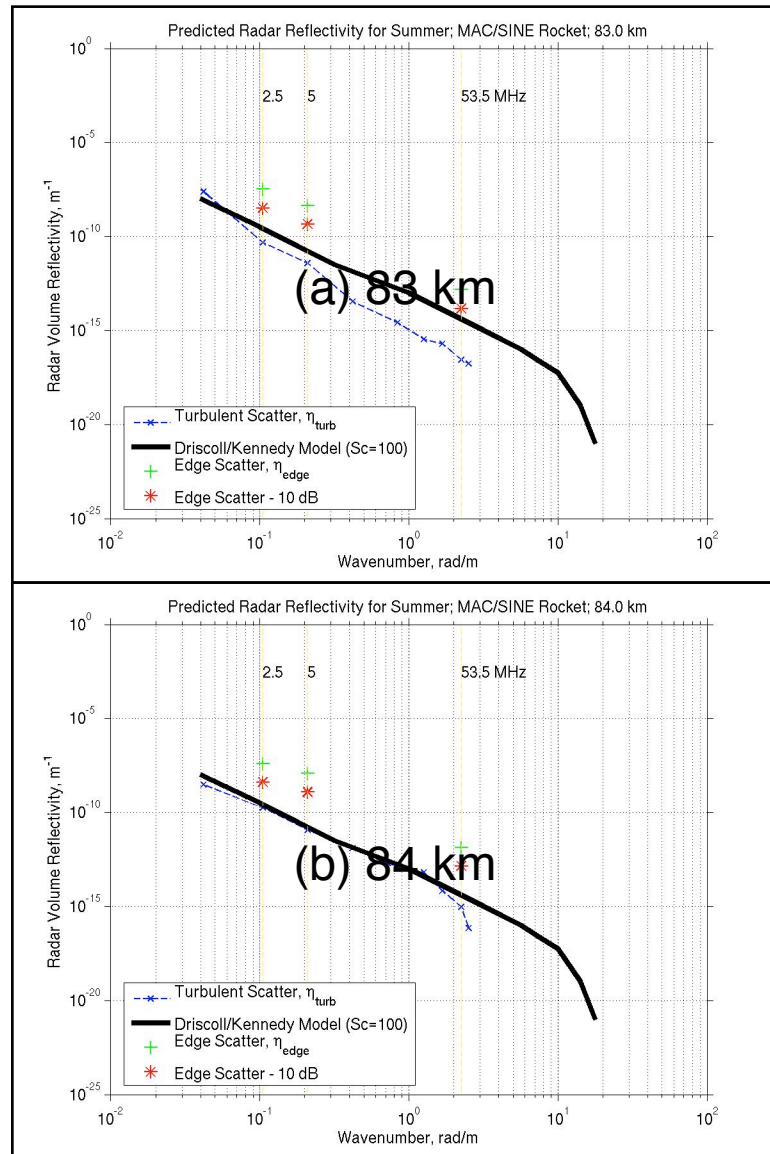 Predicted Radar Reflectivity for Summer; MAC/SINE Rocket; 83.0 km
10^0
10^-5
10^-10
10^-15
10^-20
10^-25
Radar Volume Reflectivity, m^-1
2.5 5 53.5 MHz
(a) 83 km
Turbulent Scatter, η_turb
Driscoll/Kennedy Model (Sc=100)
Edge Scatter, η_edge
Edge Scatter - 10 dB
10^-2 10^-1 10^0 10^1 10^2
Wavenumber, rad/m
Predicted Radar Reflectivity for Summer; MAC/SINE Rocket; 84.0 km
10^0
10^-5
10^-10
10^-15
10^-20
10^-25
Radar Volume Reflectivity, m^-1
2.5 5 53.5 MHz
(b) 84 km
Turbulent Scatter, η_turb
Driscoll/Kennedy Model (Sc=100)
Edge Scatter, η_edge
Edge Scatter - 10 dB
10^-2 10^-1 10^0 10^1 10^2
Wavenumber, rad/m